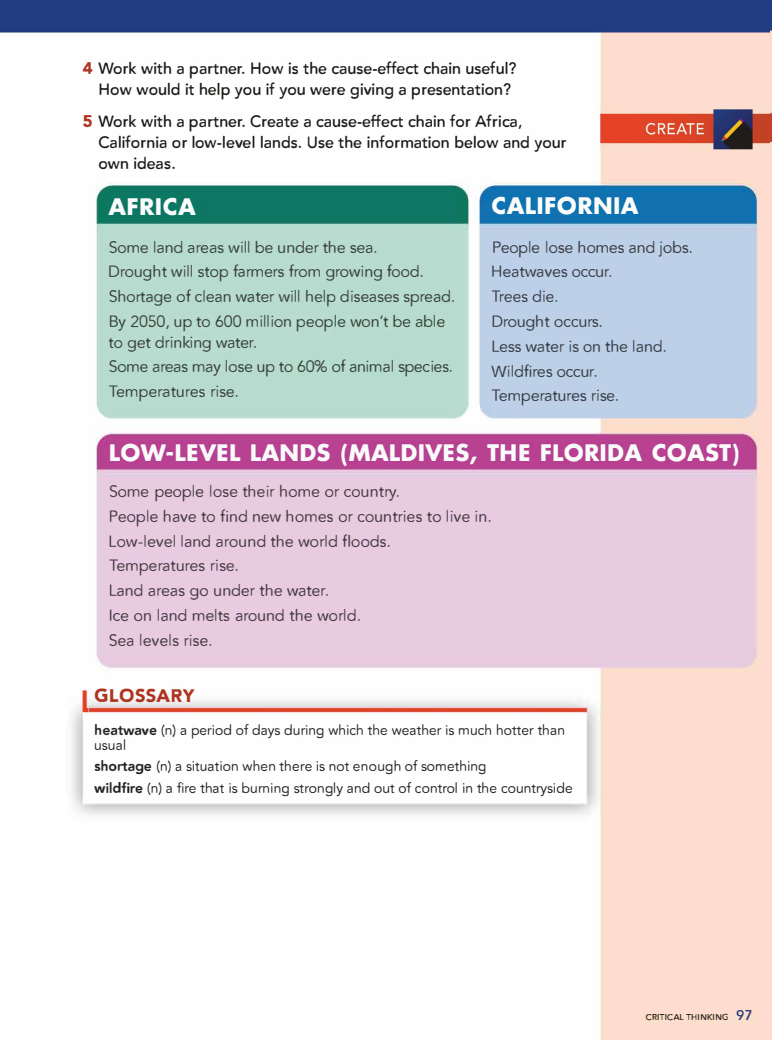 4 Work with a partner. How is the cause-effect chain useful?
How would it help you if you were giving a presentation?
5 Work with a partner. Create a cause-effect chain for Africa,
California or low-level lands. Use the information below and your
own ideas.
CREATE
AFRICA
Some land areas will be under the sea.
Drought will stop farmers from growing food.
Shortage of clean water will help diseases spread.
By 2050, up to 600 million people won't be able
to get drinking water.
Some areas may lose up to 60% of animal species.
Temperatures rise.
CALIFORNIA
People lose homes and jobs.
Heatwaves occur.
Trees die.
Drought occurs.
Less water is on the land.
Wildfires occur.
Temperatures rise.
LOW-LEVEL LANDS (MALDIVES, THE FLORIDA COAST)
Some people lose their home or country.
People have to find new homes or countries to live in.
Low-level land around the world floods.
Temperatures rise.
Land areas go under the water.
Ice on land melts around the world.
Sea levels rise.
GLOSSARY
heatwave (n) a period of days during which the weather is much hotter than
usual
shortage (n) a situation when there is not enough of something
wildfire (n) a fire that is burning strongly and out of control in the countryside
CRITICAL THINKING 97